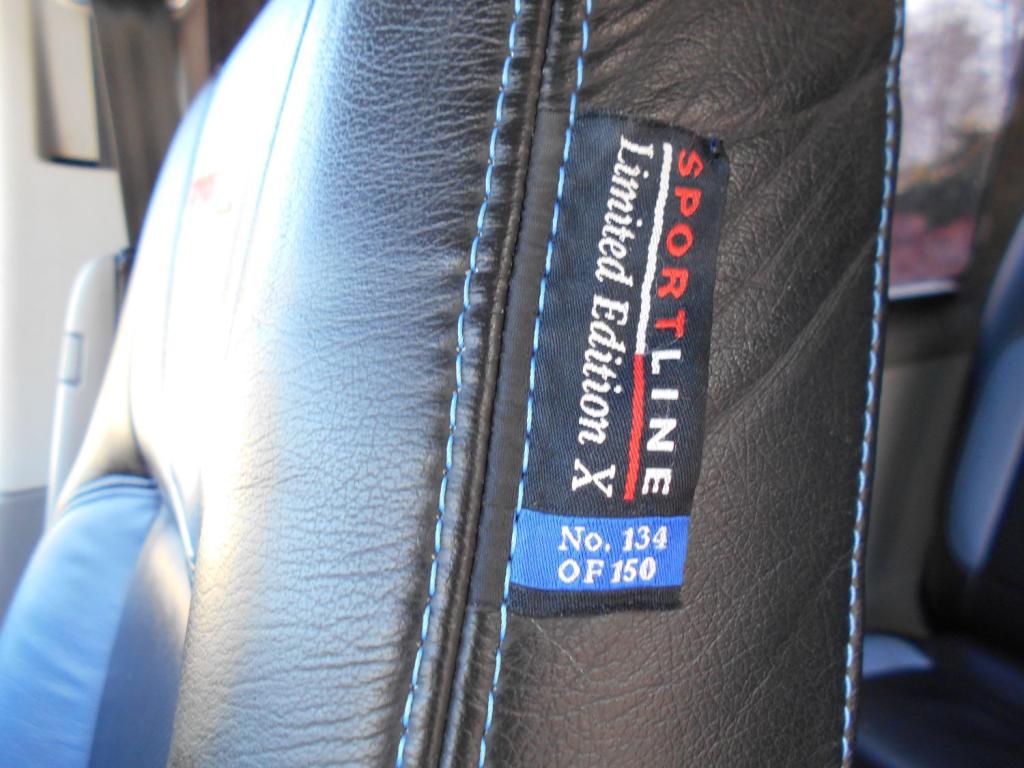 SPORTLINE
Limited Edition X
No. 134
OF 150